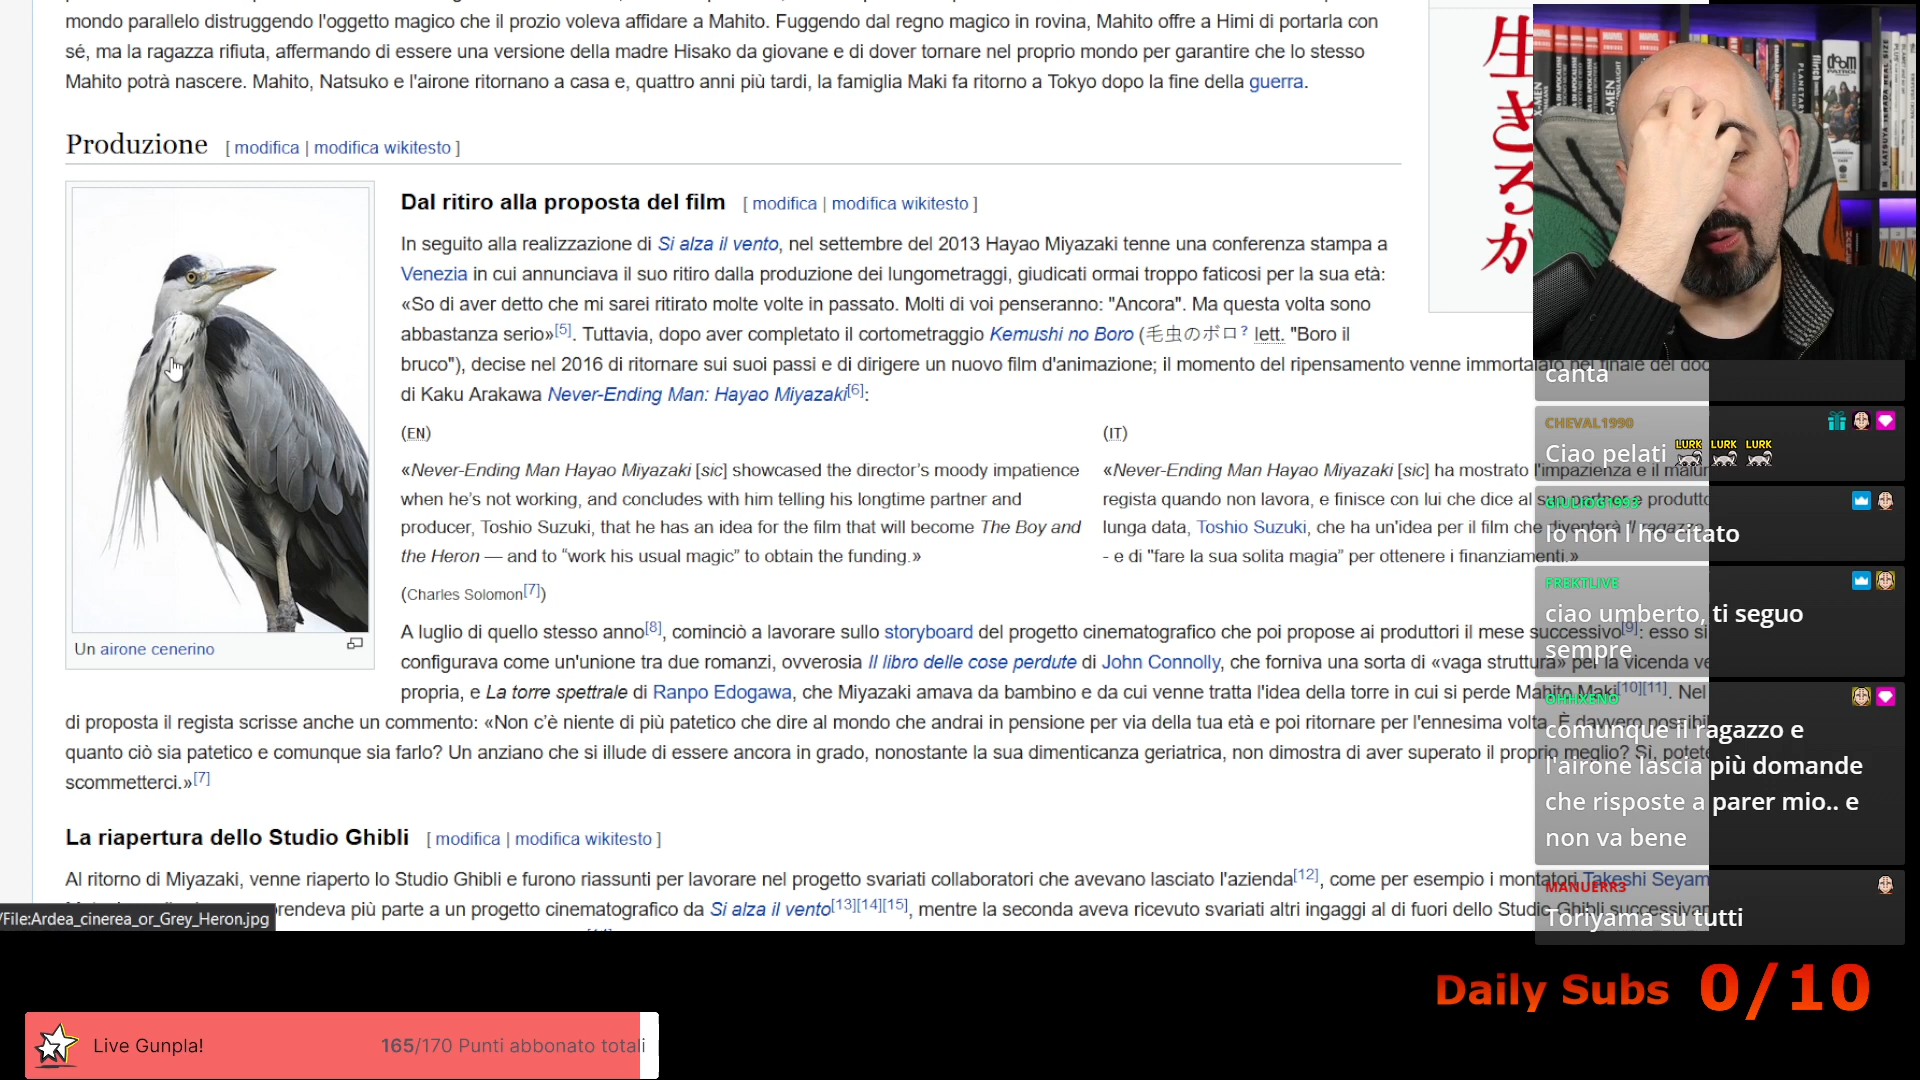 mondo parallelo distruggendo l'oggetto magico che il prozio voleva affidare a Mahito. Fuggendo dal regno magico in rovina, Mahito offre a Himi di portarla con
sé, ma la ragazza rifiuta, affermando di essere una versione della madre Hisako da giovane e di dover tornare nel proprio mondo per garantire che lo stesso
Mahito potrà nascere. Mahito, Natsuko e l'airone ritornano a casa e, quattro anni più tardi, la famiglia Maki fa ritorno a Tokyo dopo la fine della guerra.
生きるか
Produzione [ modifica | modifica wikitesto ]
Dal ritiro alla proposta del film [ modifica | modifica wikitesto ]
In seguito alla realizzazione di Si alza il vento, nel settembre del 2013 Hayao Miyazaki tenne una conferenza stampa a
Venezia in cui annunciava il suo ritiro dalla produzione dei lungometraggi, giudicati ormai troppo faticosi per la sua età:
«So di aver detto che mi sarei ritirato molte volte in passato. Molti di voi penseranno: "Ancora". Ma questa volta sono
abbastanza serio»[5]. Tuttavia, dopo aver completato il cortometraggio Kemushi no Boro (毛虫のボロ? lett. "Boro il
bruco"), decise nel 2016 di ritornare sui suoi passi e di dirigere un nuovo film d'animazione; il momento del ripensamento venne immortalato nel finale del doc
di Kaku Arakawa Never-Ending Man: Hayao Miyazaki[6]:
(EN)
«Never-Ending Man Hayao Miyazaki [sic] showcased the director's moody impatience
when he's not working, and concludes with him telling his longtime partner and
producer, Toshio Suzuki, that he has an idea for the film that will become The Boy and
the Heron — and to “work his usual magic” to obtain the funding.»
(IT)
«Never-Ending Man Hayao Miyazaki [sic] ha mostrato l'impazienza e il malu
regista quando non lavora, e finisce con lui che dice al suo partner e produtto
lunga data, Toshio Suzuki, che ha un'idea per il film che diventerà Il ragazzo
- e di "fare la sua solita magia" per ottenere i finanziamenti.»
(Charles Solomon[7])
Un airone cenerino
A luglio di quello stesso anno[8], cominciò a lavorare sullo storyboard del progetto cinematografico che poi propose ai produttori il mese successivo[9]: esso si
configurava come un'unione tra due romanzi, ovverosia Il libro delle cose perdute di John Connolly, che forniva una sorta di «vaga struttura» per la vicenda ve
propria, e La torre spettrale di Ranpo Edogawa, che Miyazaki amava da bambino e da cui venne tratta l'idea della torre in cui si perde Mahito Maki[10][11]. Nel
di proposta il regista scrisse anche un commento: «Non c'è niente di più patetico che dire al mondo che andrai in pensione per via della tua età e poi ritornare per l'ennesima volta. È davvero possibil
quanto ciò sia patetico e comunque sia farlo? Un anziano che si illude di essere ancora in grado, nonostante la sua dimenticanza geriatrica, non dimostra di aver superato il proprio meglio? Si, potete
scommetterci.»[7]
La riapertura dello Studio Ghibli [ modifica | modifica wikitesto ]
Al ritorno di Miyazaki, venne riaperto lo Studio Ghibli e furono riassunti per lavorare nel progetto svariati collaboratori che avevano lasciato l'azienda[12], come per esempio i montatori Takeshi Seyam
rendeva più parte a un progetto cinematografico da Si alza il vento[13][14][15], mentre la seconda aveva ricevuto svariati altri ingaggi al di fuori dello Studio Ghibli successivam
/File:Ardea_cinerea_or_Grey_Heron.jpg
canta
CHEVAL1990
Ciao pelati LURK LURK LURK
GIULIOG1993
Io non l ho citato
FREKTLIVE
ciao umberto, ti seguo
sempre
OHHX6NO
comunque il ragazzo e
l'airone lascia più domande
che risposte a parer mio.. e
non va bene
MANUERR3
Toriyama su tutti
Daily Subs 0/10
Live Gunpla! 165/170 Punti abbonato totali